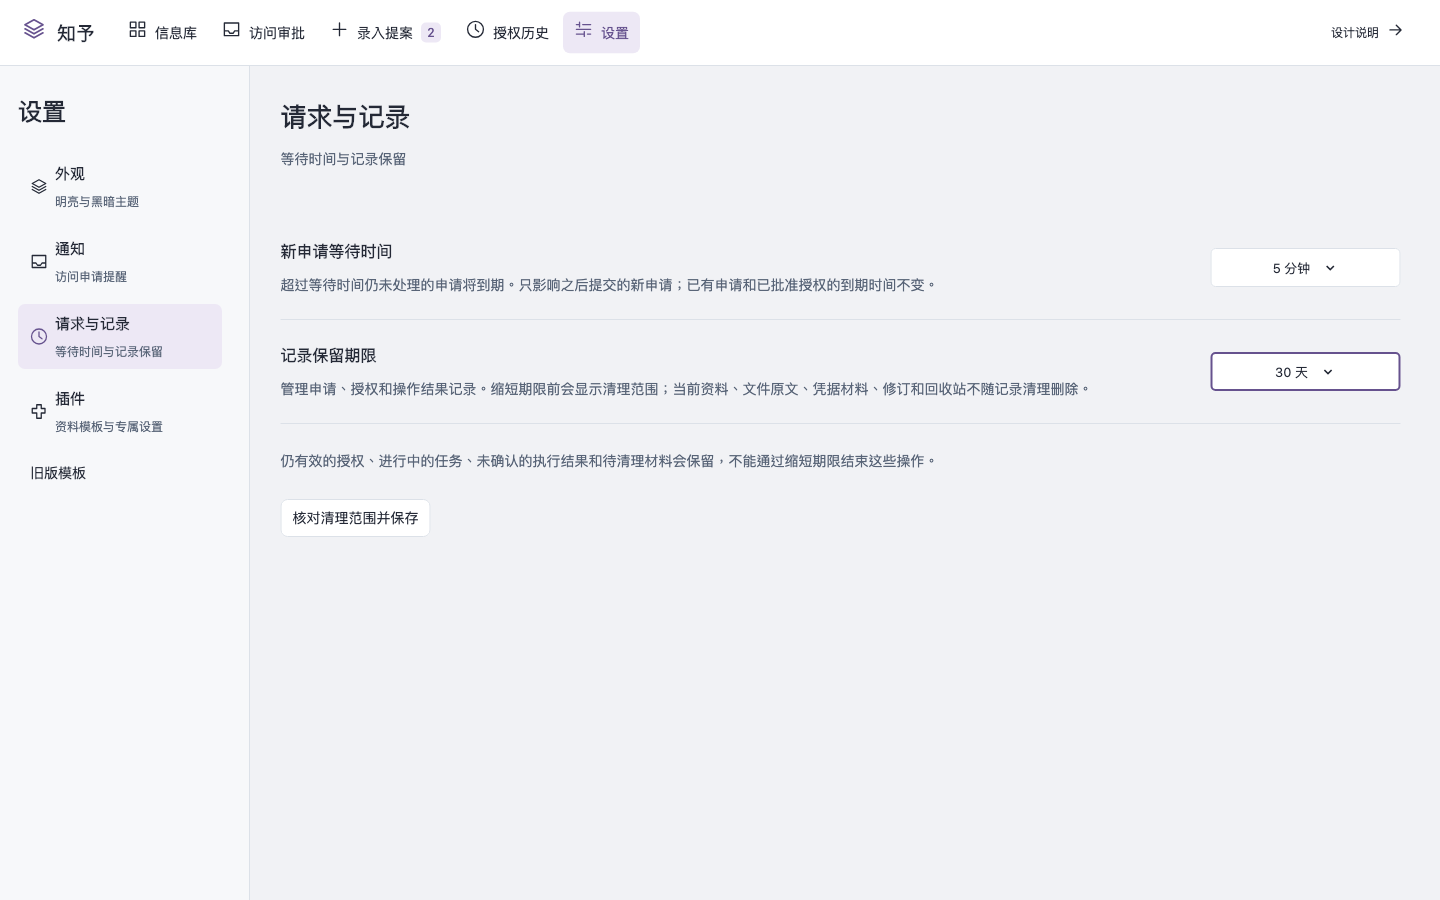 知予
信息库
访问审批
录入提案 2
授权历史
设置
设计说明
设置
外观
明亮与黑暗主题
通知
访问申请提醒
请求与记录
等待时间与记录保留
插件
资料模板与专属设置
旧版模板
请求与记录
等待时间与记录保留
新申请等待时间
超过等待时间仍未处理的申请将到期。只影响之后提交的新申请；已有申请和已批准授权的到期时间不变。
5 分钟
记录保留期限
管理申请、授权和操作结果记录。缩短期限前会显示清理范围；当前资料、文件原文、凭据材料、修订和回收站不随记录清理删除。
30 天
仍有效的授权、进行中的任务、未确认的执行结果和待清理材料会保留，不能通过缩短期限结束这些操作。
核对清理范围并保存